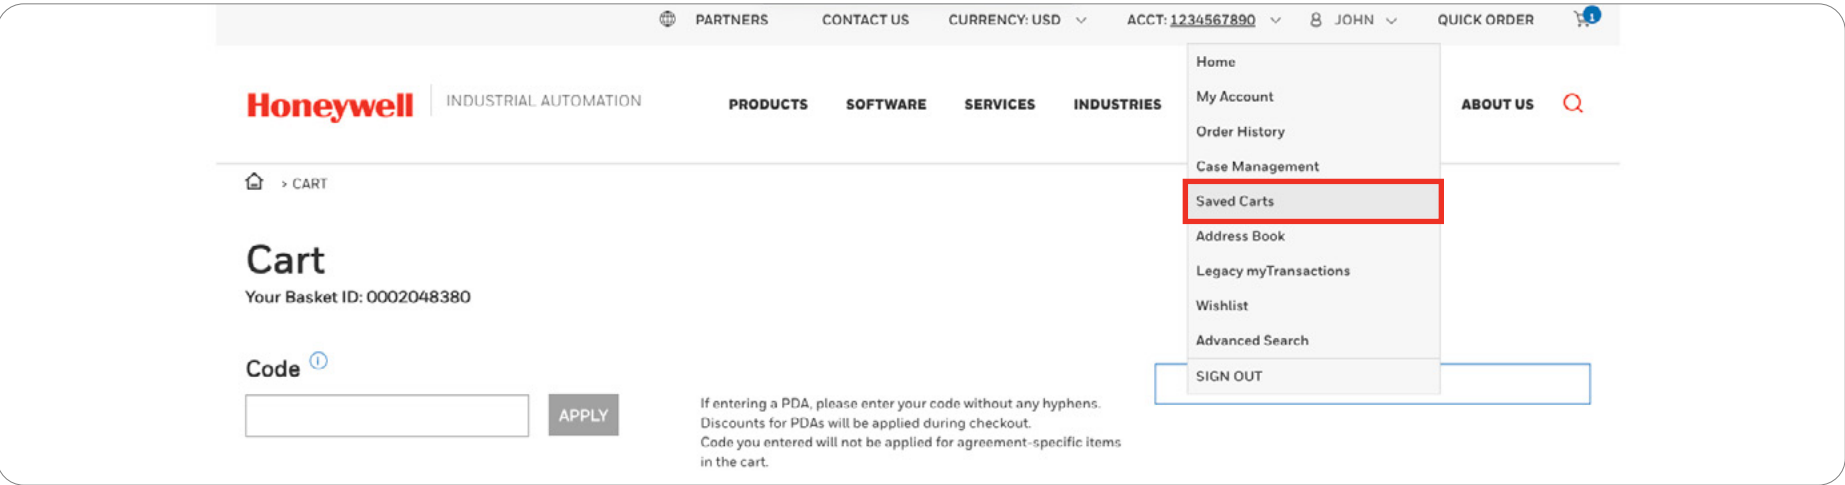 PARTNERS CONTACT US CURRENCY: USD ACCT: 1234567890 JOHN QUICK ORDER 1
Honeywell INDUSTRIAL AUTOMATION PRODUCTS SOFTWARE SERVICES INDUSTRIES ABOUT US
Home
My Account
Order History
Case Management
Saved Carts
Address Book
Legacy myTransactions
Wishlist
Advanced Search
SIGN OUT
> CART
Cart
Your Basket ID: 0002048380
Code i
APPLY
If entering a PDA, please enter your code without any hyphens.
Discounts for PDAs will be applied during checkout.
Code you entered will not be applied for agreement-specific items
in the cart.